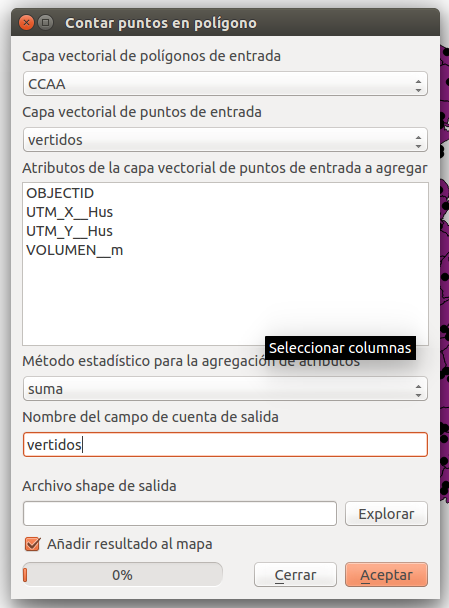 Contar puntos en polígono
Capa vectorial de polígonos de entrada
CCAA
Capa vectorial de puntos de entrada
vertidos
Atributos de la capa vectorial de puntos de entrada a agregar
OBJECTID
UTM_X__Hus
UTM_Y__Hus
VOLUMEN__m
Seleccionar columnas
Método estadístico para la agregación de atributos
suma
Nombre del campo de cuenta de salida
vertidos
Archivo shape de salida
Explorar
Añadir resultado al mapa
0% Cerrar Aceptar